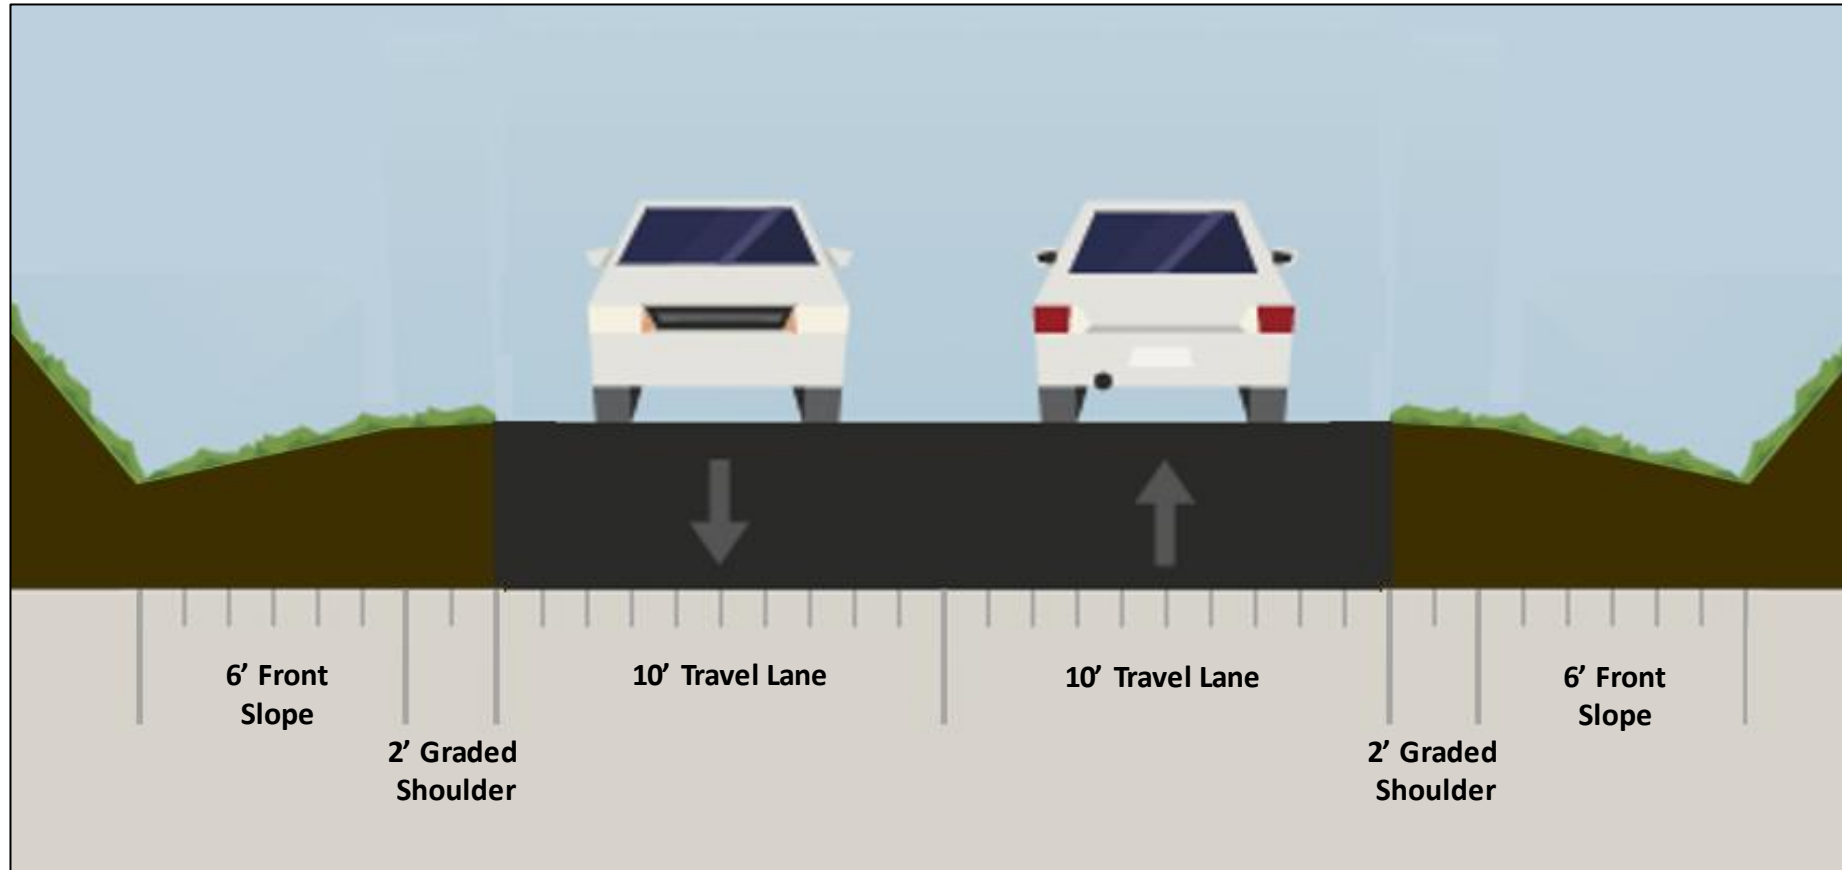 6’ Front
Slope
2’ Graded
Shoulder
10’ Travel Lane
10’ Travel Lane
2’ Graded
Shoulder
6’ Front
Slope